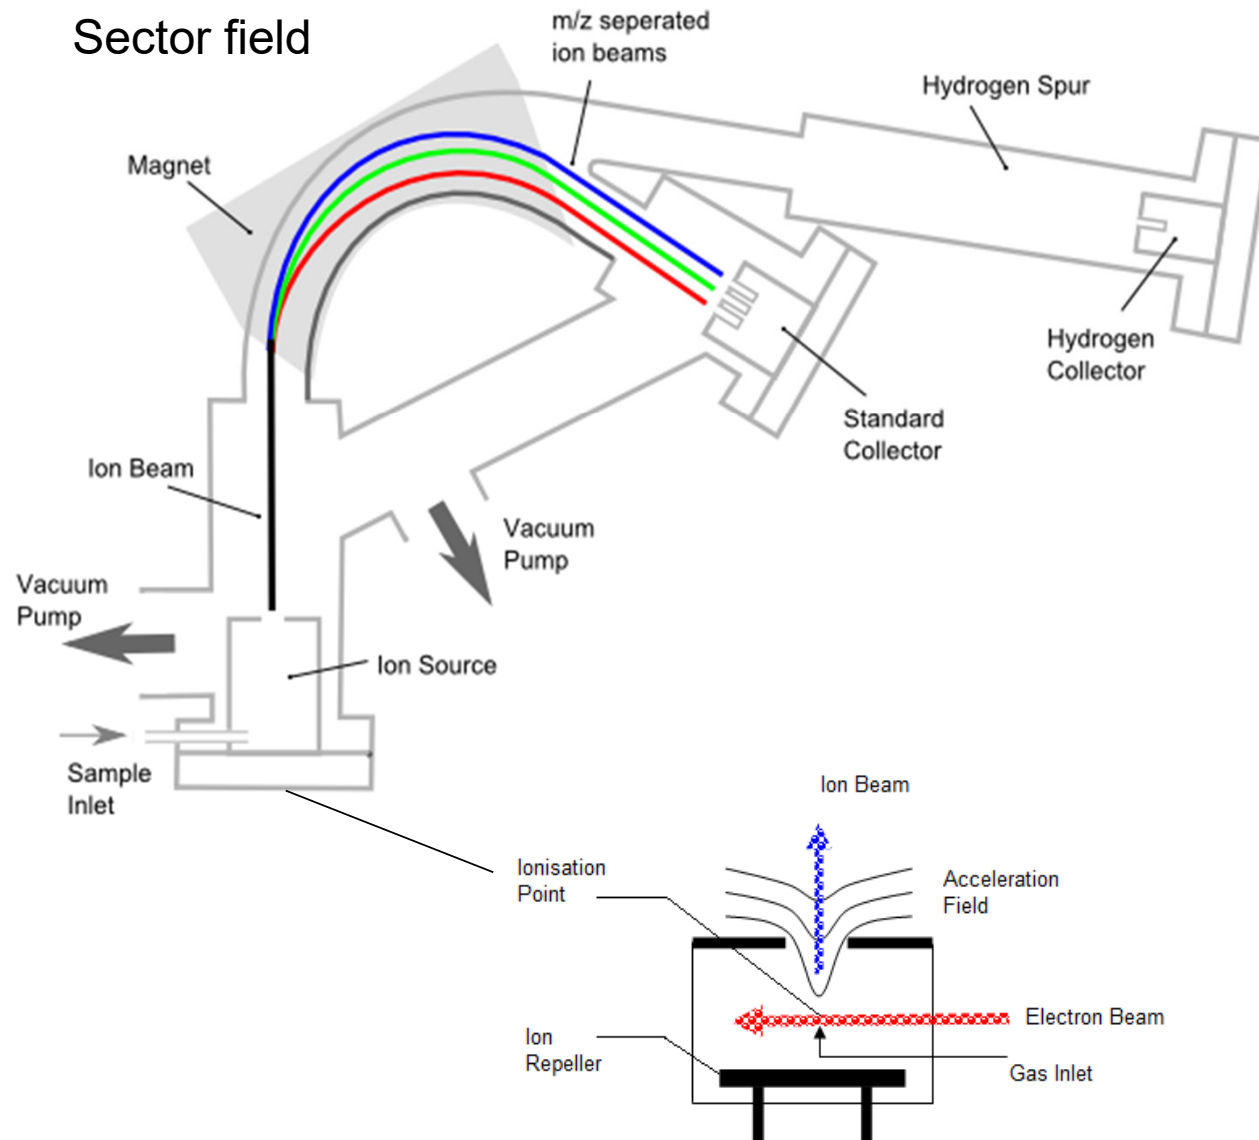 Sector field
m/z seperated
ion beams
Hydrogen Spur
Magnet
Hydrogen
Collector
Standard
Collector
Ion Beam
Vacuum
Pump
Vacuum
Pump
Ion Source
Sample
Inlet
Ion Beam
Ionisation
Point
Acceleration
Field
Electron Beam
Ion
Repeller
Gas Inlet